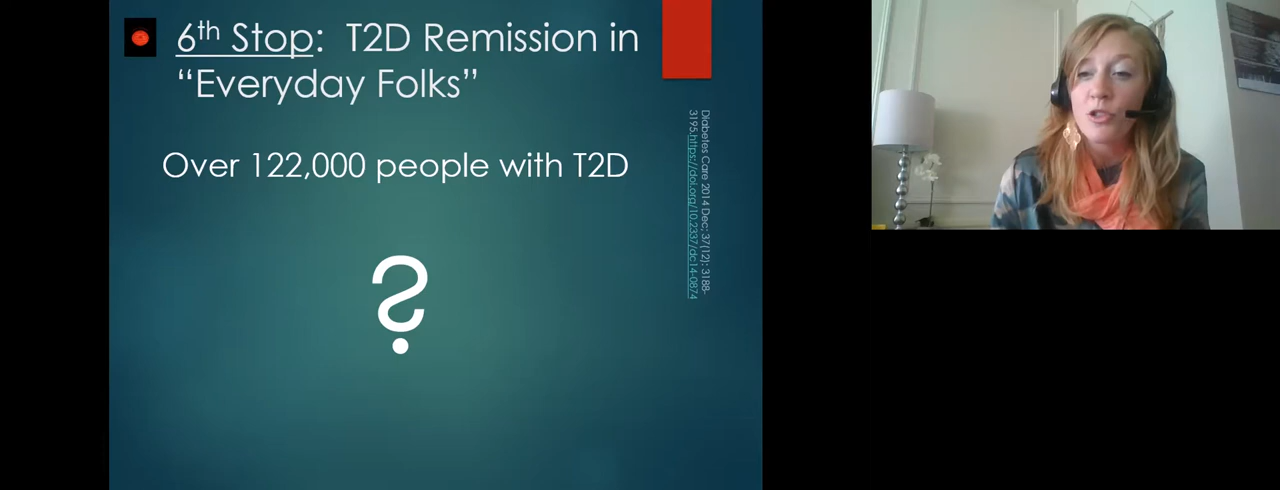 6th Stop: T2D Remission in
“Everyday Folks”
Over 122,000 people with T2D
?
Diabetes Care 2014 Dec; 37(12): 3188-
3195.https://doi.org/10.2337/dc14-0874